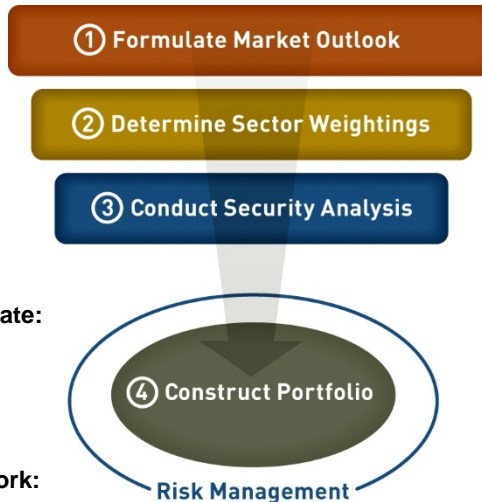 ① Formulate Market Outlook
② Determine Sector Weightings
③ Conduct Security Analysis
ate:
④ Construct Portfolio
ork:
Risk Management